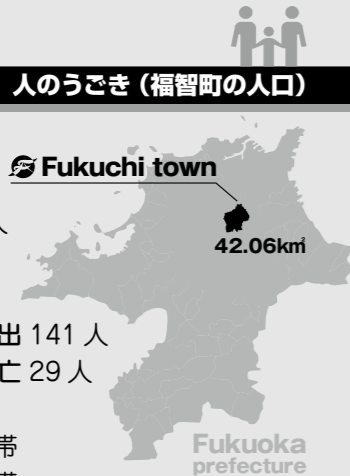 人のうごき（福智町の人口）
Fukuchi town
42.06k㎡
人
出 141 人
亡 29 人
帯
Fukuoka
prefecture